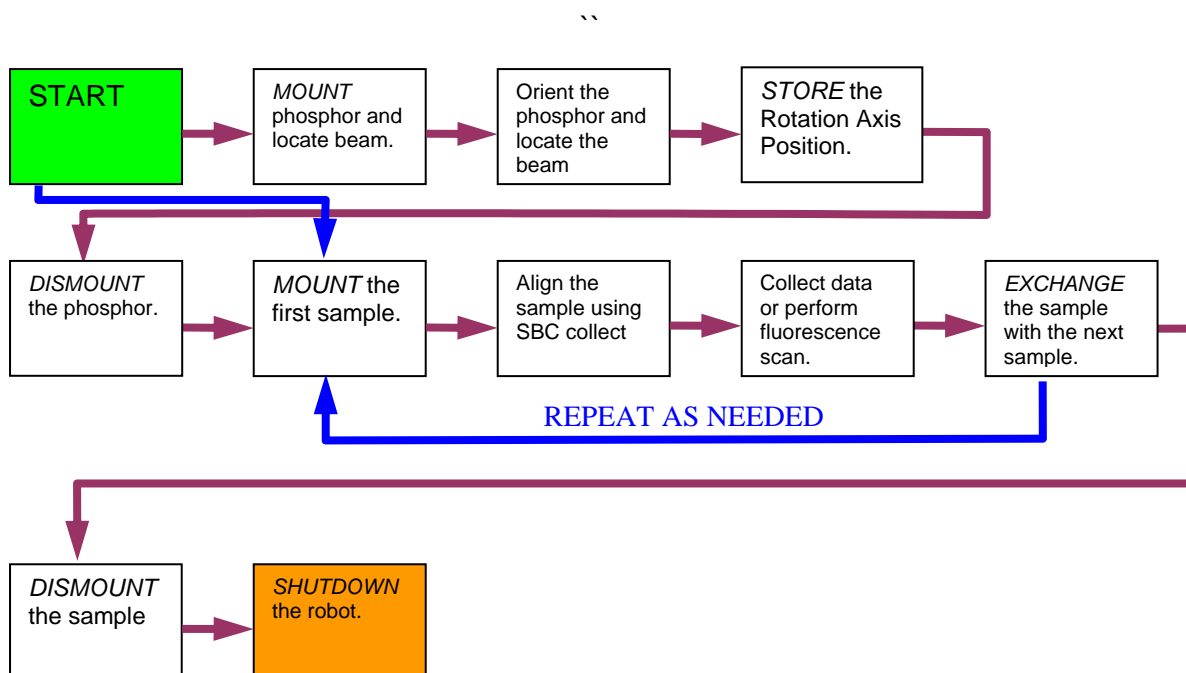 ``
START
MOUNT
phosphor and
locate beam.
Orient the
phosphor and
locate the
beam
STORE the
Rotation Axis
Position.
DISMOUNT
the phosphor.
MOUNT the
first sample.
Align the
sample using
SBC collect
Collect data
or perform
fluorescence
scan.
EXCHANGE
the sample
with the next
sample.
REPEAT AS NEEDED
DISMOUNT
the sample
SHUTDOWN
the robot.